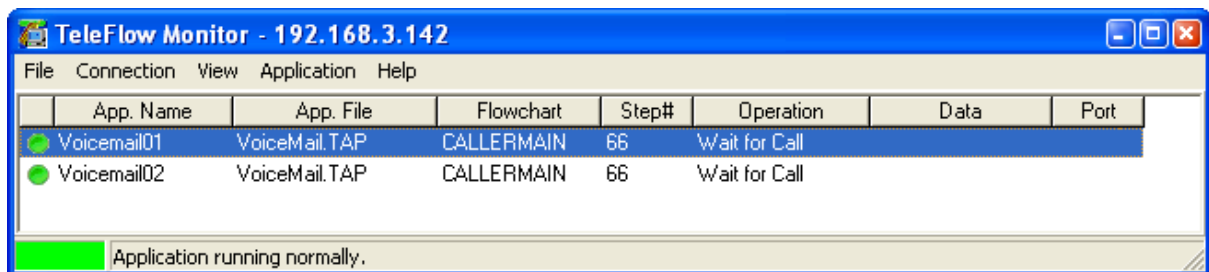 TeleFlow Monitor - 192.168.3.142
File Connection View Application Help
App. Name App. File Flowchart Step# Operation Data Port
Voicemail01 VoiceMail.TAP CALLERMAIN 66 Wait for Call
Voicemail02 VoiceMail.TAP CALLERMAIN 66 Wait for Call
Application running normally.